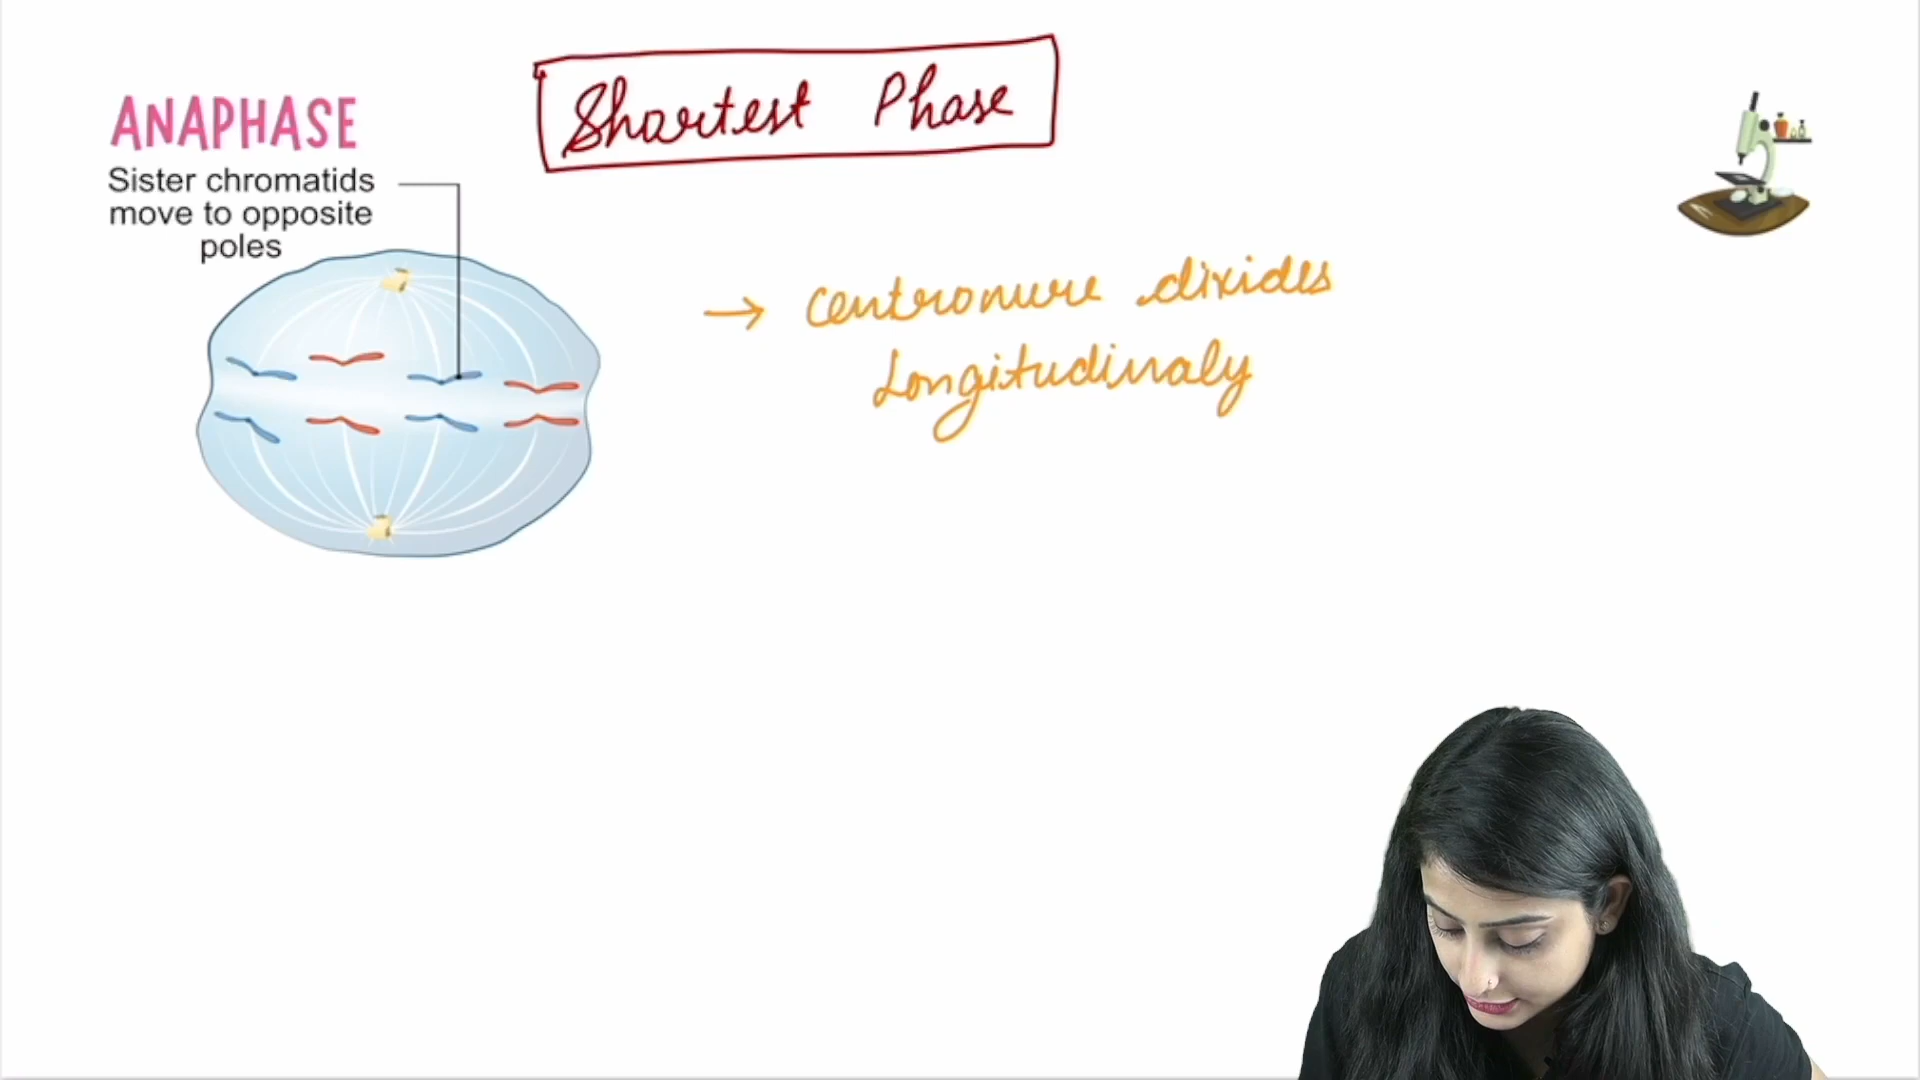 Shortest Phase
ANAPHASE
Sister chromatids
move to opposite
poles
→ Centromere divides
Longitudinaly